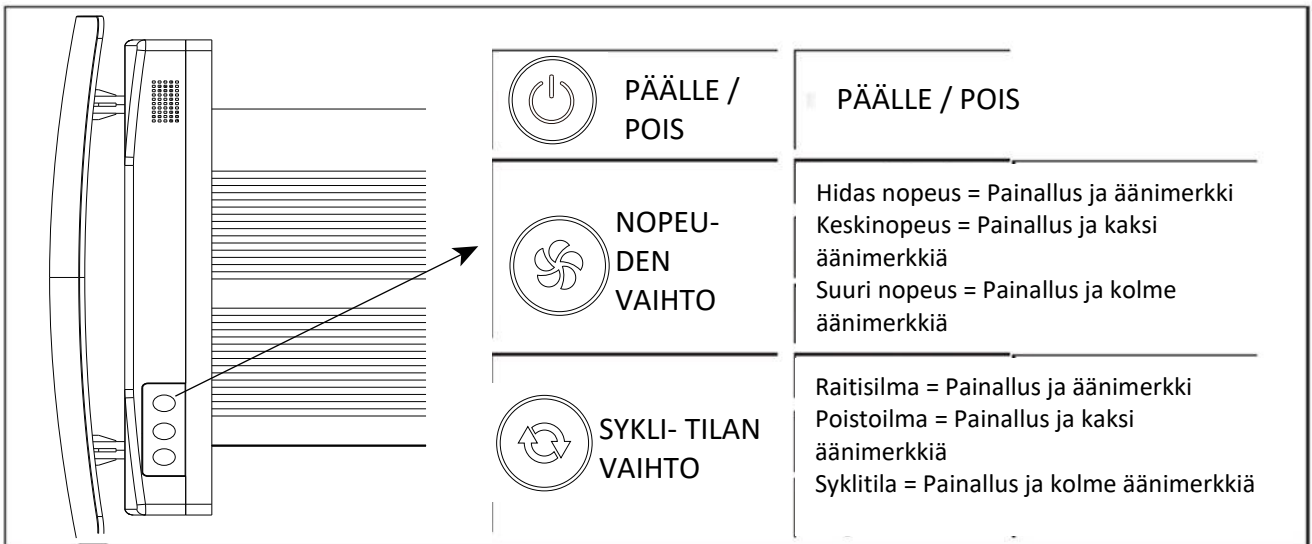 PÄÄLLE /
POIS
PÄÄLLE / POIS
NOPEU-
DEN
VAIHTO
Hidas nopeus = Painallus ja äänimerkki
Keskinopeus = Painallus ja kaksi
äänimerkkiä
Suuri nopeus = Painallus ja kolme
äänimerkkiä
SYKLI- TILAN
VAIHTO
Raitisilma = Painallus ja äänimerkki
Poistoilma = Painallus ja kaksi
äänimerkkiä
Syklitila = Painallus ja kolme äänimerkkiä